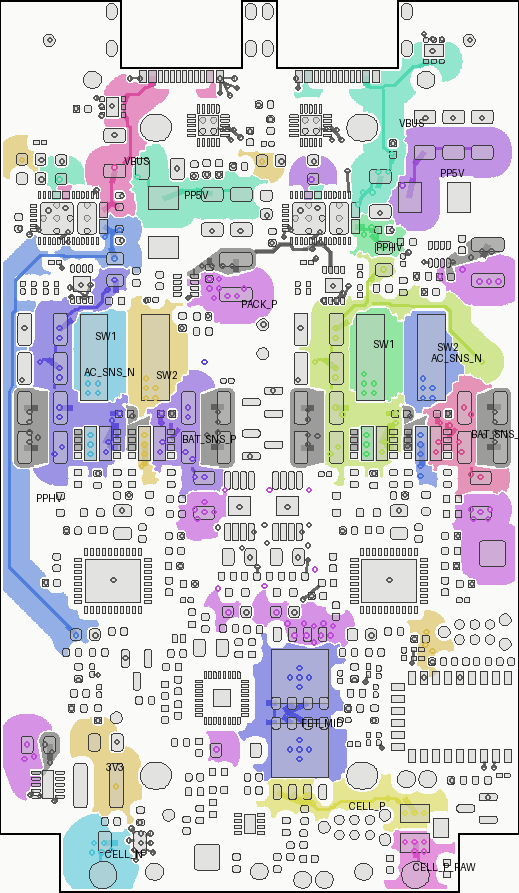 VBUS
VBUS
PP5V
PP5V
PPHV
PACK_P
SW1
SW2
AC_SNS_N
SW1
SW2
AC_SNS_N
BAT_SNS_P
BAT_SNS_
PPHV
FET_MID
3V3
CELL_P
CELL_N
CELL_P_RAW